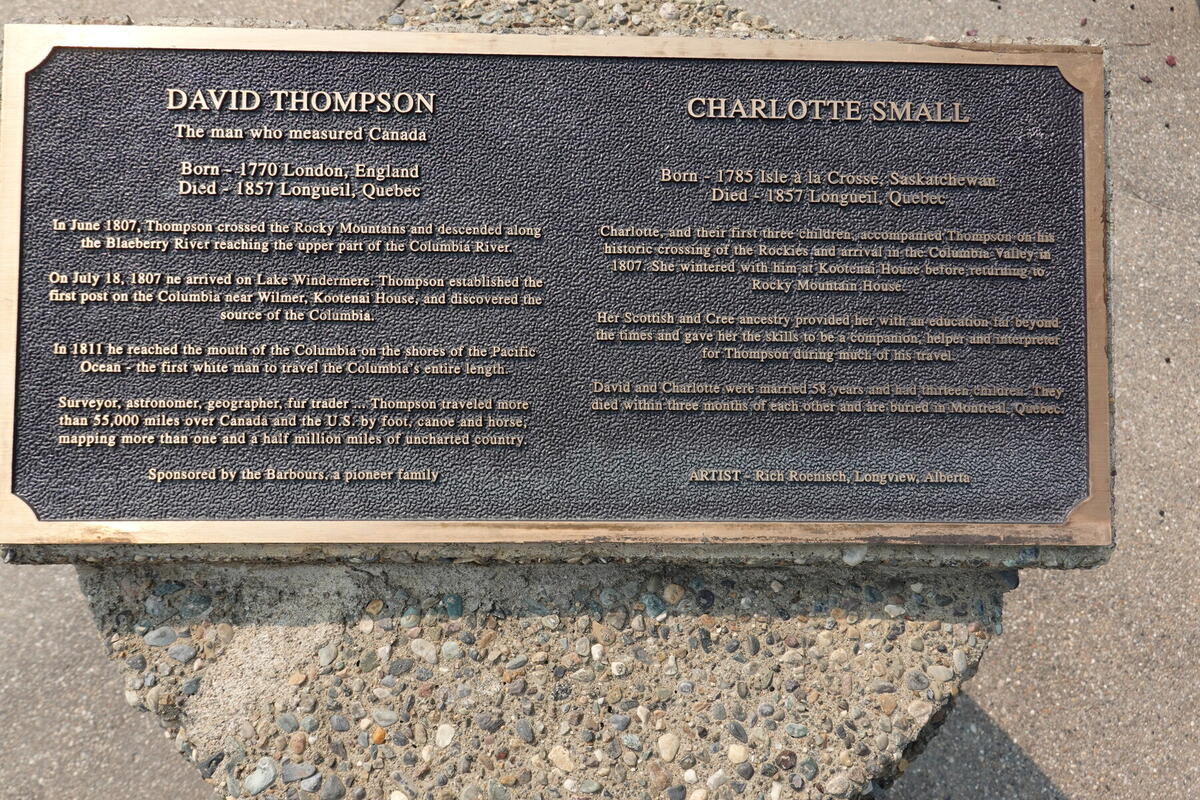 DAVID THOMPSON
The man who measured Canada
Born - 1770 London, England
Died - 1857 Longueil, Quebec
In June 1807, Thompson crossed the Rocky Mountains and descended along
the Blaeberry River reaching the upper part of the Columbia River.
On July 18, 1807 he arrived on Lake Windermere. Thompson established the
first post on the Columbia near Wilmer, Kootenai House, and discovered the
source of the Columbia.
In 1811 he reached the mouth of the Columbia on the shores of the Pacific
Ocean - the first white man to travel the Columbia's entire length.
Surveyor, astronomer, geographer, fur trader ... Thompson traveled more
than 55,000 miles over Canada and the U.S. by foot, canoe and horse,
mapping more than one and a half million miles of uncharted country.
Sponsored by the Barbours, a pioneer family
CHARLOTTE SMALL
Born - 1785 Isle à la Crosse, Saskatchewan
Died - 1857 Longueil, Quebec
Charlotte, and their first three children, accompanied Thompson on his
historic crossing of the Rockies and arrival in the Columbia Valley in
1807. She wintered with him at Kootenai House before returning to
Rocky Mountain House.
Her Scottish and Cree ancestry provided her with an education far beyond
the times and gave her the skills to be a companion, helper and interpreter
for Thompson during much of his travel.
David and Charlotte were married 58 years and had thirteen children. They
died within three months of each other and are buried in Montreal, Quebec.
ARTIST - Rich Roenisch, Longview, Alberta